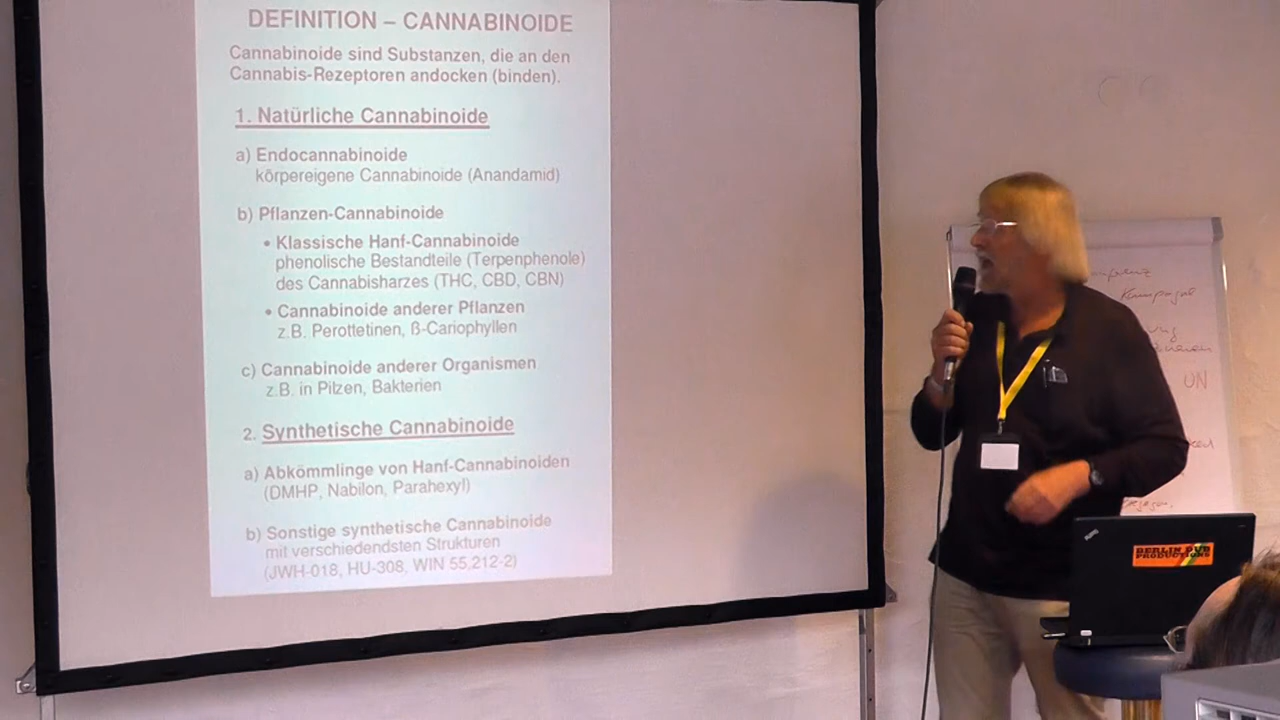 DEFINITION – CANNABINOIDE
Cannabinoide sind Substanzen, die an den
Cannabis-Rezeptoren andocken (binden).
1. Natürliche Cannabinoide
a) Endocannabinoide
körpereigene Cannabinoide (Anandamid)
b) Pflanzen-Cannabinoide
• Klassische Hanf-Cannabinoide
phenolische Bestandteile (Terpenphenole)
des Cannabisharzes (THC, CBD, CBN)
• Cannabinoide anderer Pflanzen
z.B. Perottetinen, ß-Cariophyllen
c) Cannabinoide anderer Organismen
z.B. in Pilzen, Bakterien
2. Synthetische Cannabinoide
a) Abkömmlinge von Hanf-Cannabinoiden
(DMHP, Nabilon, Parahexyl)
b) Sonstige synthetische Cannabinoide
mit verschiedendsten Strukturen
(JWH-018, HU-308, WIN 55,212-2)
UN
BERLIN DVB
PRODUCTIONS